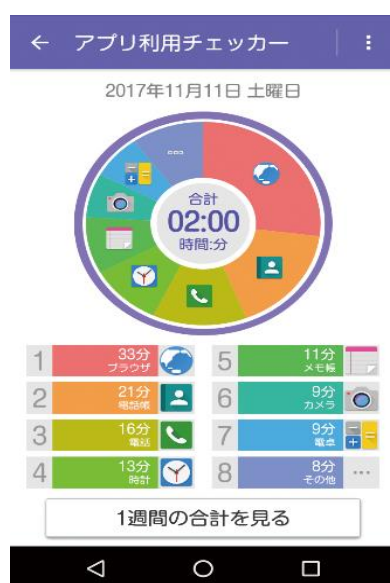 アプリ利用チェッカー
2017年11月11日 土曜日
合計
02:00
時間:分
1 33分
ブラウザ
2 21分
電話帳
3 16分
電話
4 13分
時計
5 11分
メモ帳
6 9分
カメラ
7 9分
電卓
8 8分
その他
1週間の合計を見る